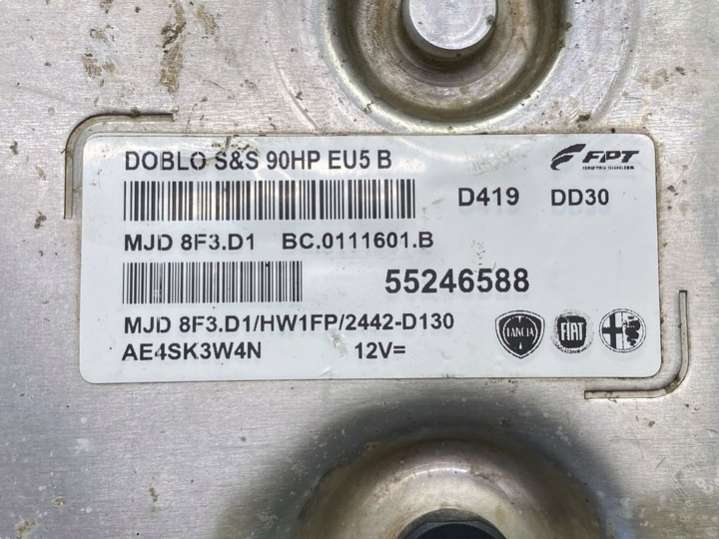 DOBLO S&S 90HP EU5 B
FPT
D419 DD30
MJD 8F3.D1 BC.0111601.B
55246588
MJD 8F3.D1/HW1FP/2442-D130
LANCIA FIAT
AE4SK3W4N 12V=